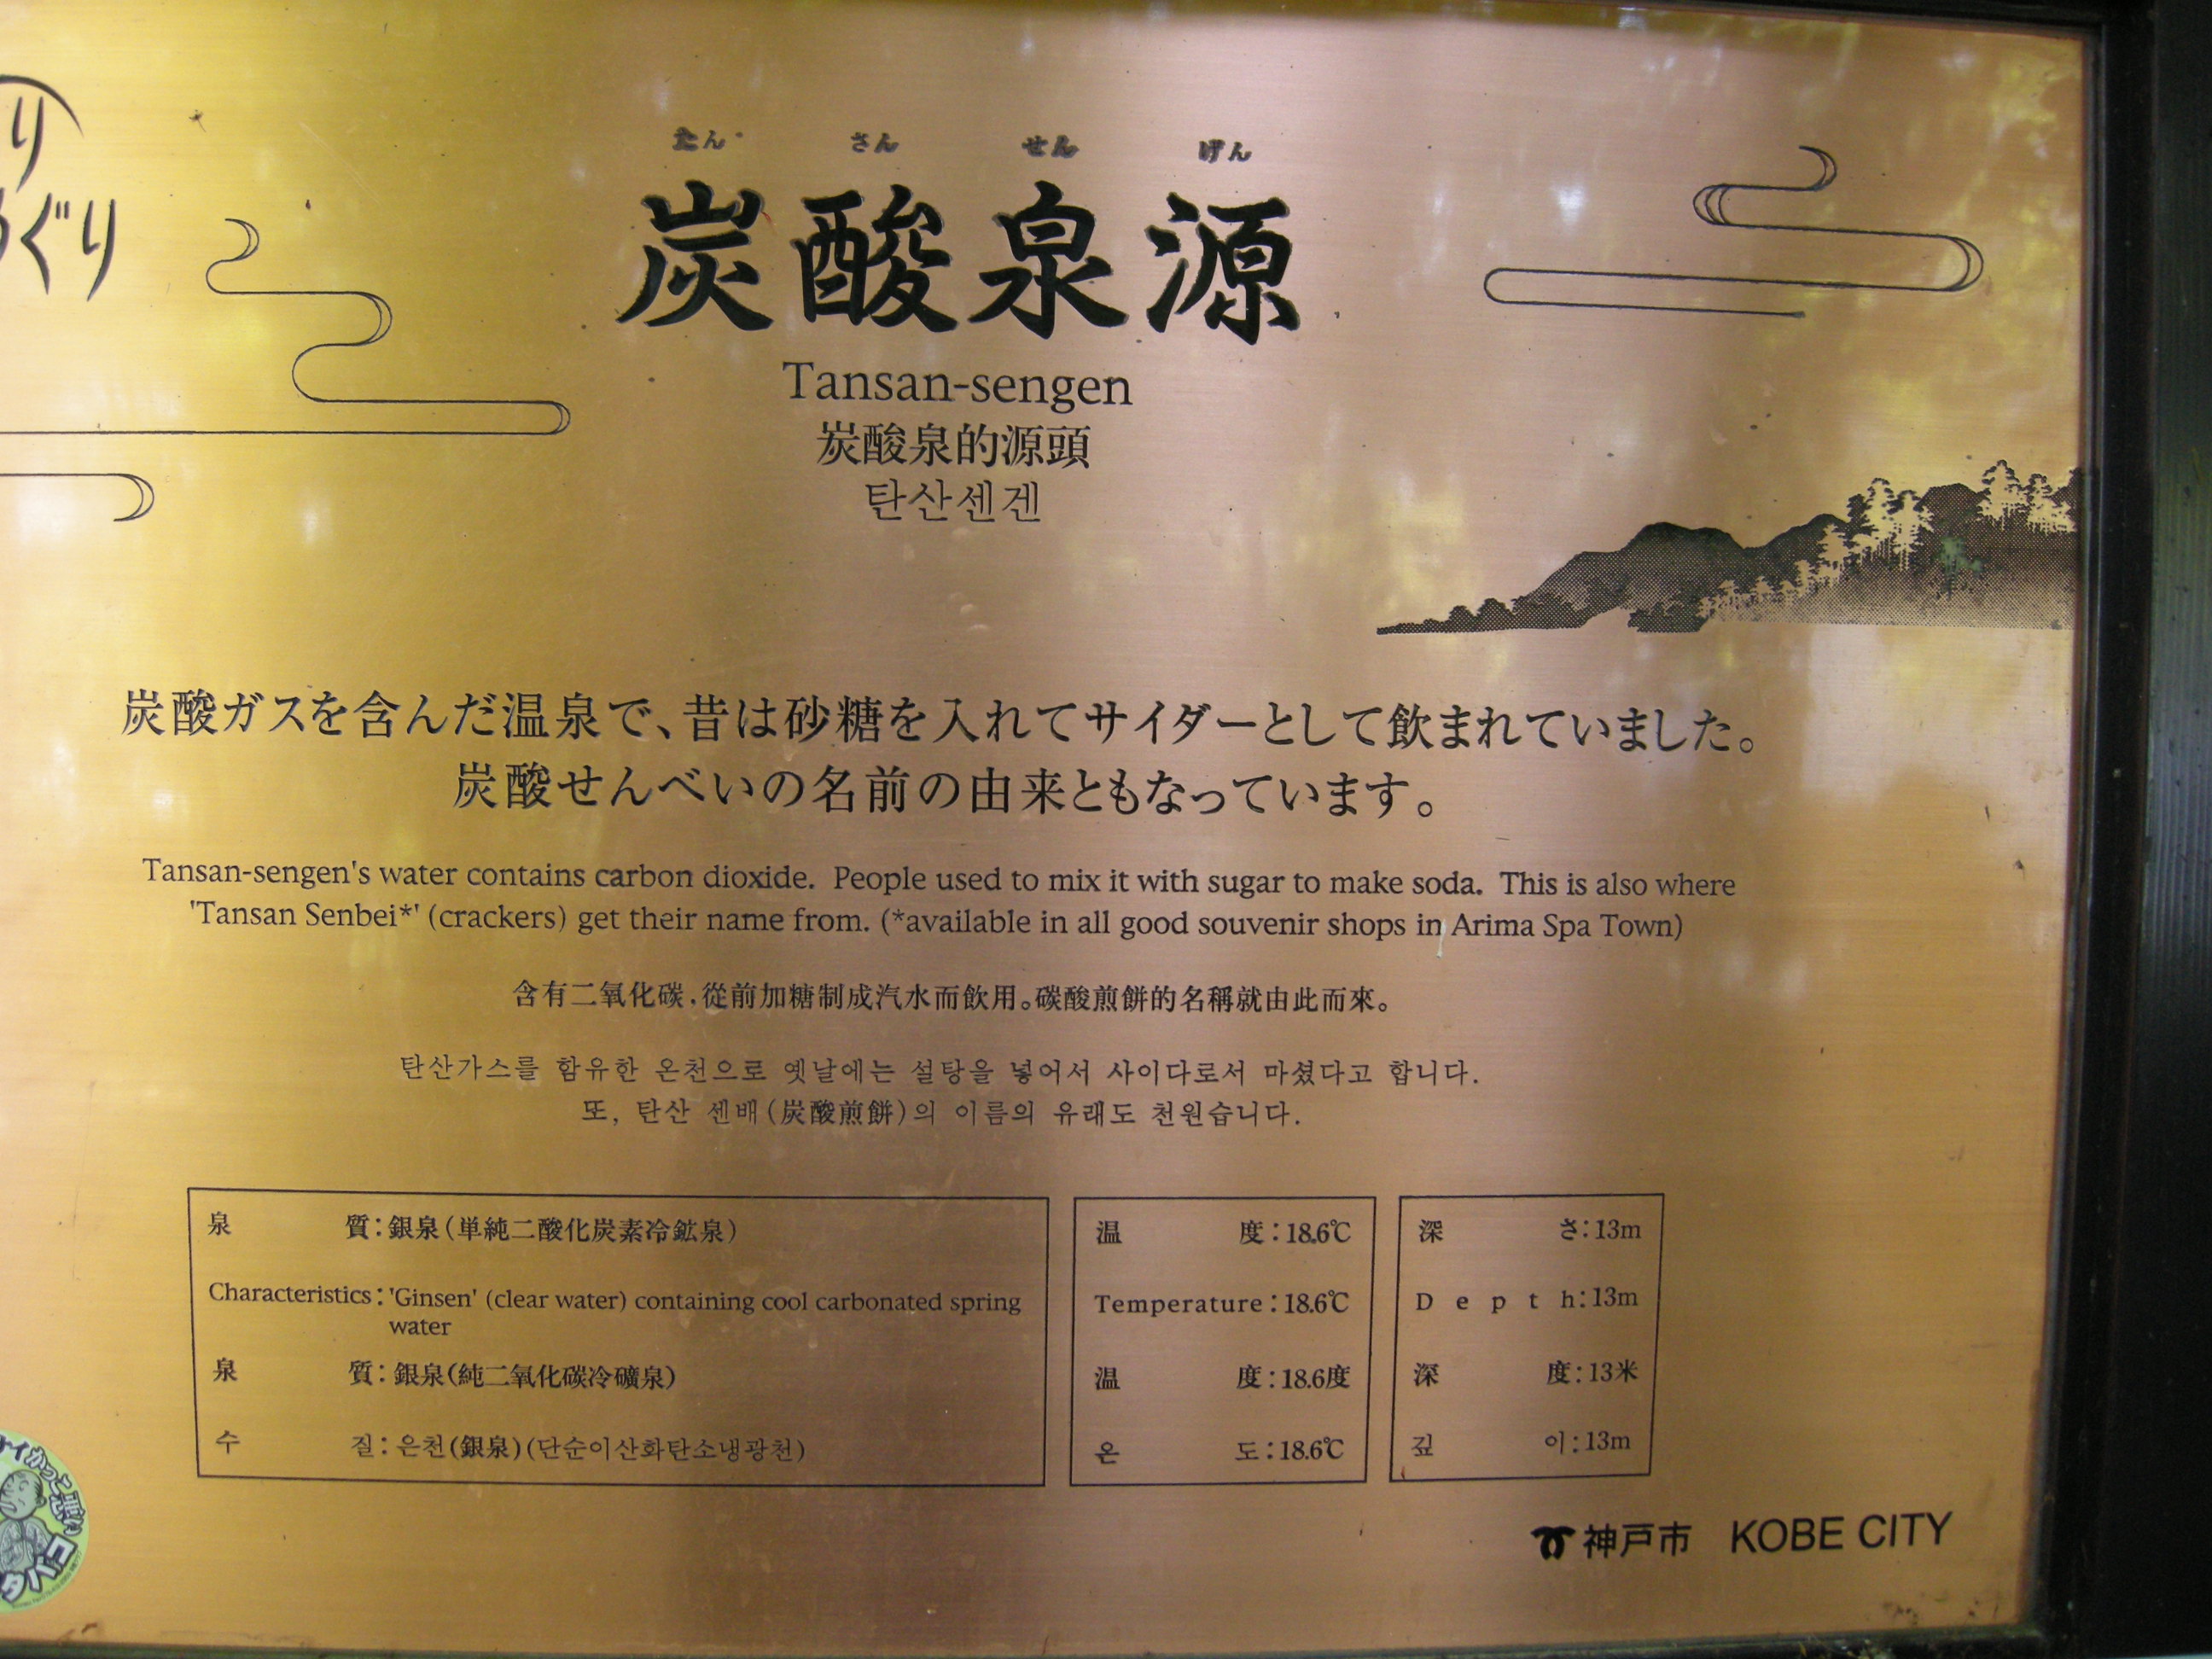 り
ぐり
たん さん せん げん
炭酸泉源
Tansan-sengen
炭酸泉的源頭
탄산센겐
炭酸ガスを含んだ温泉で、昔は砂糖を入れてサイダーとして飲まれていました。
炭酸せんべいの名前の由来ともなっています。
Tansan-sengen's water contains carbon dioxide. People used to mix it with sugar to make soda. This is also where
'Tansan Senbei*' (crackers) get their name from. (*available in all good souvenir shops in Arima Spa Town)
含有二氧化碳，從前加糖制成汽水而飲用。碳酸煎餅的名稱就由此而來。
탄산가스를 함유한 온천으로 옛날에는 설탕을 넣어서 사이다로서 마셨다고 합니다.
또, 탄산 센배(炭酸煎餅)의 이름의 유래도 천원습니다.
泉 質：銀泉（単純二酸化炭素冷鉱泉）
Characteristics：'Ginsen' (clear water) containing cool carbonated spring
water
泉 質：銀泉(純二氧化碳冷礦泉)
수 질：은천(銀泉)(단순이산화탄소냉광천)
温 度：18.6℃
Temperature：18.6℃
温 度：18.6度
온 도：18.6℃
深 さ：13m
Depth：13m
深 度：13米
깊 이：13m
神戸市 KOBE CITY
タバコ